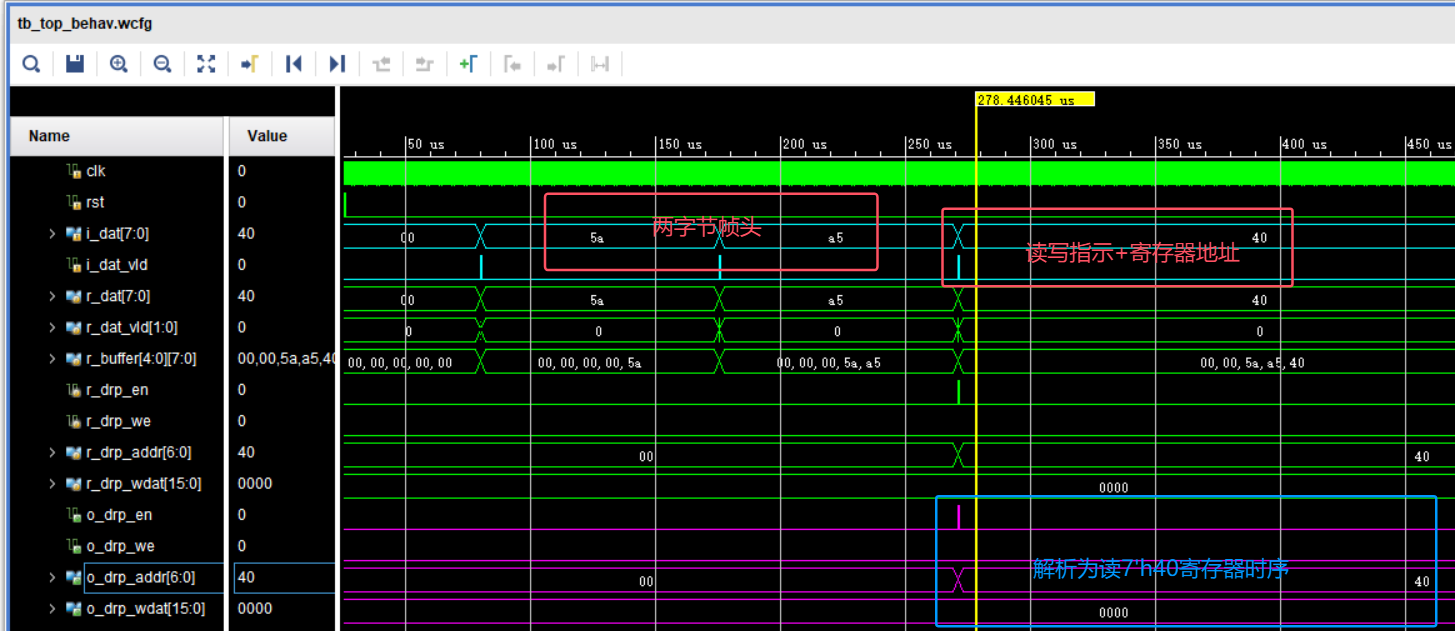 tb_top_behav.wcfg
278.446045 us
Name Value
50 us 100 us 150 us 200 us 250 us 300 us 350 us 400 us 450 us
clk 0
rst 0
两字节帧头
i_dat[7:0] 40 00 5a a5 40
读写指示+寄存器地址
i_dat_vld 0
r_dat[7:0] 40 00 5a a5 40
r_dat_vld[1:0] 0 0 0 0 0
r_buffer[4:0][7:0] 00,00,5a,a5,40 00,00,00,00,00 00,00,00,00,5a 00,00,00,5a,a5 00,00,5a,a5,40
r_drp_en 0
r_drp_we 0
r_drp_addr[6:0] 40 00 40
r_drp_wdat[15:0] 0000 0000
o_drp_en 0
o_drp_we 0
解析为读7'h40寄存器时序
o_drp_addr[6:0] 40 00 40
o_drp_wdat[15:0] 0000 0000